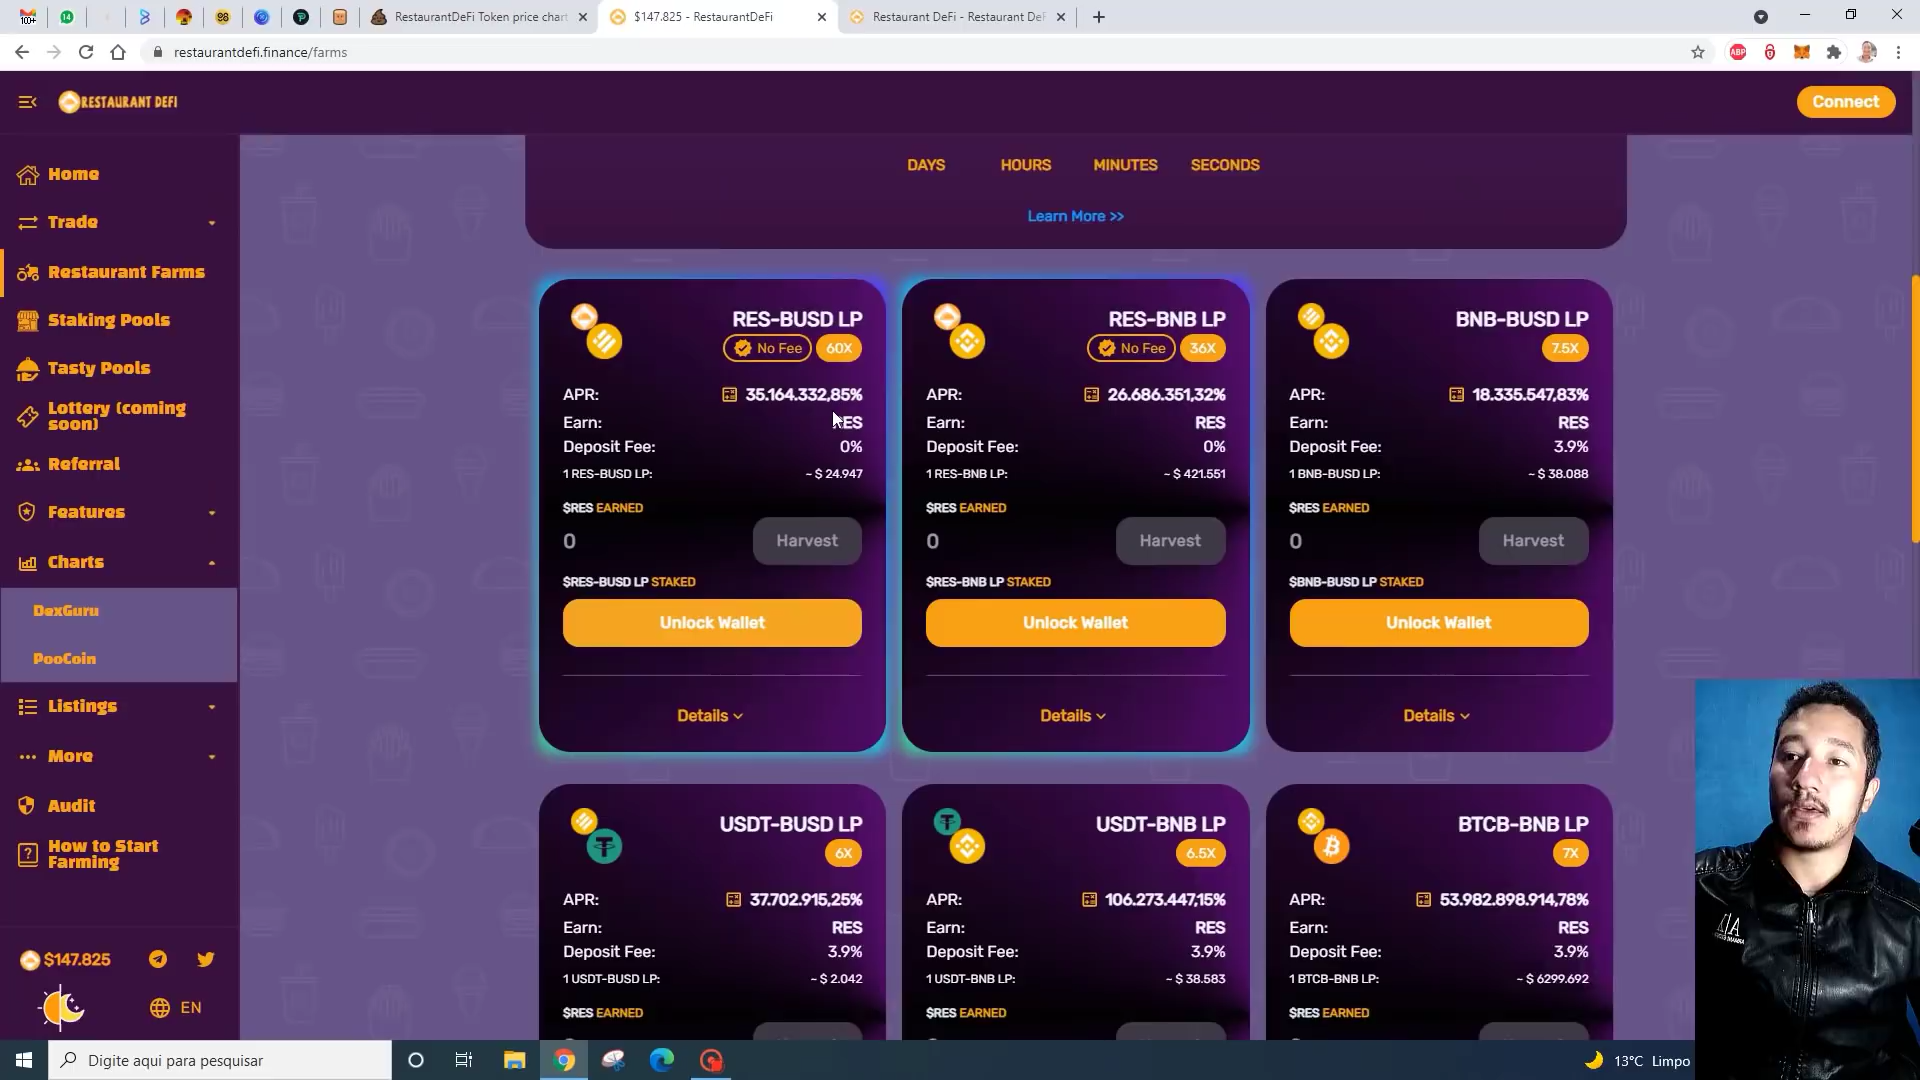 100+
98
RestaurantDeFi Token price chart
$147.825 - RestaurantDeFi
Restaurant DeFi - Restaurant DeF
restaurantdefi.finance/farms
ABP
RESTAURANT DEFI
Connect
Home
Trade
Restaurant Farms
Staking Pools
Tasty Pools
Lottery (coming
soon)
Referral
Features
Charts
DexGuru
PooCoin
Listings
More
Audit
How to Start
Farming
$147.825
EN
DAYS HOURS MINUTES SECONDS
Learn More >>
RES-BUSD LP
No Fee 60X
APR: 35.164.332,85%
Earn: RES
Deposit Fee: 0%
1 RES-BUSD LP: ~ $ 24.947
$RES EARNED
0 Harvest
$RES-BUSD LP STAKED
Unlock Wallet
Details
RES-BNB LP
No Fee 36X
APR: 26.686.351,32%
Earn: RES
Deposit Fee: 0%
1 RES-BNB LP: ~ $ 421.551
$RES EARNED
0 Harvest
$RES-BNB LP STAKED
Unlock Wallet
Details
BNB-BUSD LP
7.5X
APR: 18.335.547,83%
Earn: RES
Deposit Fee: 3.9%
1 BNB-BUSD LP: ~ $ 38.088
$RES EARNED
0 Harvest
$BNB-BUSD LP STAKED
Unlock Wallet
Details
USDT-BUSD LP
6X
APR: 37.702.915,25%
Earn: RES
Deposit Fee: 3.9%
1 USDT-BUSD LP: ~ $ 2.042
$RES EARNED
USDT-BNB LP
6.5X
APR: 106.273.447,15%
Earn: RES
Deposit Fee: 3.9%
1 USDT-BNB LP: ~ $ 38.583
$RES EARNED
BTCB-BNB LP
7X
APR: 53.982.898.914,78%
Earn: RES
Deposit Fee: 3.9%
1 BTCB-BNB LP: ~ $ 6299.692
$RES EARNED
Digite aqui para pesquisar
13°C Limpo